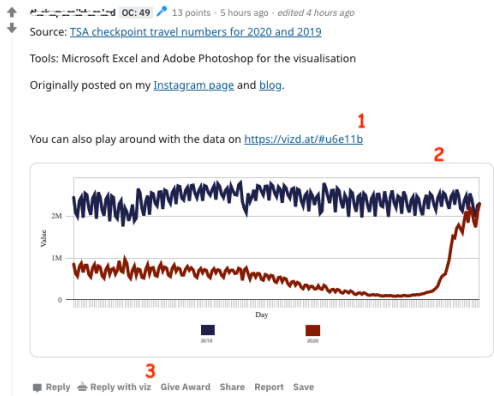 OC: 49 13 points · 5 hours ago · edited 4 hours ago
Source: TSA checkpoint travel numbers for 2020 and 2019
Tools: Microsoft Excel and Adobe Photoshop for the visualisation
Originally posted on my Instagram page and blog.
1
You can also play around with the data on https://vizd.at/#u6e11b
2
2M
Value
1M
0
Day
2019
2020
3
Reply Reply with viz Give Award Share Report Save